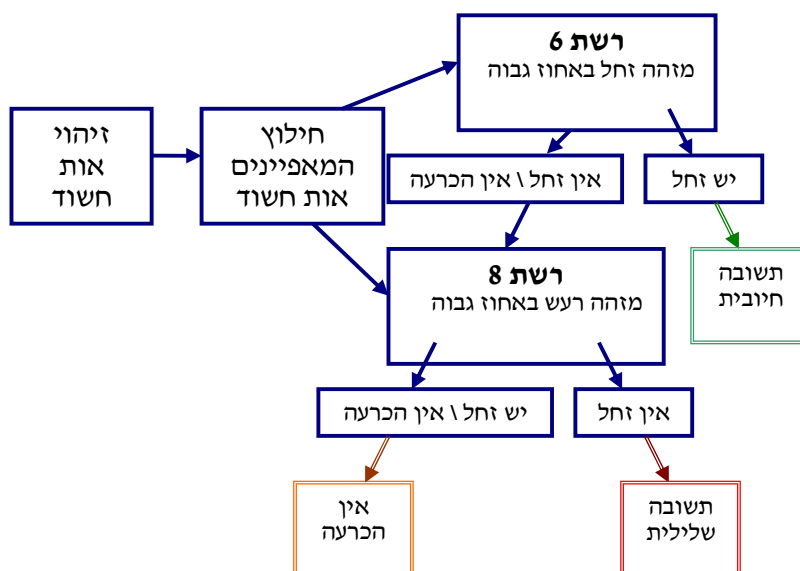 רשת 6
מזהה זחל באחוז גבוה
זיהוי
אות
חשוד
חילוץ
המאפיינים
אות חשוד
אין זחל \ אין הכרעה
יש זחל
רשת 8
מזהה רעש באחוז גבוה
תשובה
חיובית
יש זחל \ אין הכרעה
אין זחל
אין
הכרעה
תשובה
שלילית